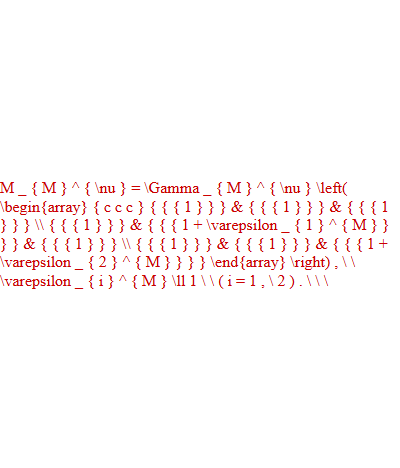 M _ { M } ^ { \nu } = \Gamma _ { M } ^ { \nu } \left(
\begin{array} { c c c } { { { 1 } } } & { { { 1 } } } & { { { 1
} } } \\ { { { 1 } } } & { { { 1 + \varepsilon _ { 1 } ^ { M } }
} } & { { { 1 } } } \\ { { { 1 } } } & { { { 1 } } } & { { { 1 +
\varepsilon _ { 2 } ^ { M } } } } \end{array} \right) , \ \
\varepsilon _ { i } ^ { M } \ll 1 \ \ ( i = 1 , \ 2 ) . \ \ \